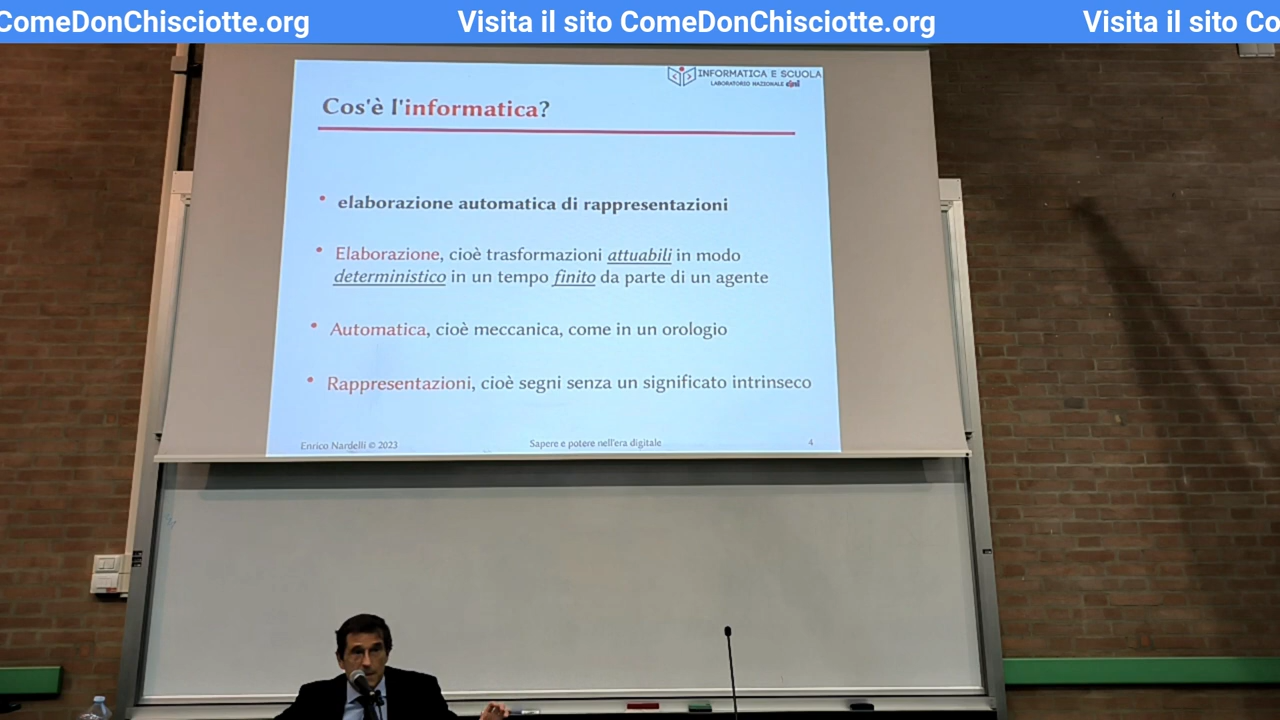 ComeDonChisciotte.org
Visita il sito ComeDonChisciotte.org
Visita il sito Co
INFORMATICA E SCUOLA
LABORATORIO NAZIONALE cini
Cos'è l'informatica?
• elaborazione automatica di rappresentazioni
• Elaborazione, cioè trasformazioni attuabili in modo
deterministico in un tempo finito da parte di un agente
• Automatica, cioè meccanica, come in un orologio
• Rappresentazioni, cioè segni senza un significato intrinseco
Enrico Nardelli © 2023
Sapere e potere nell'era digitale
4